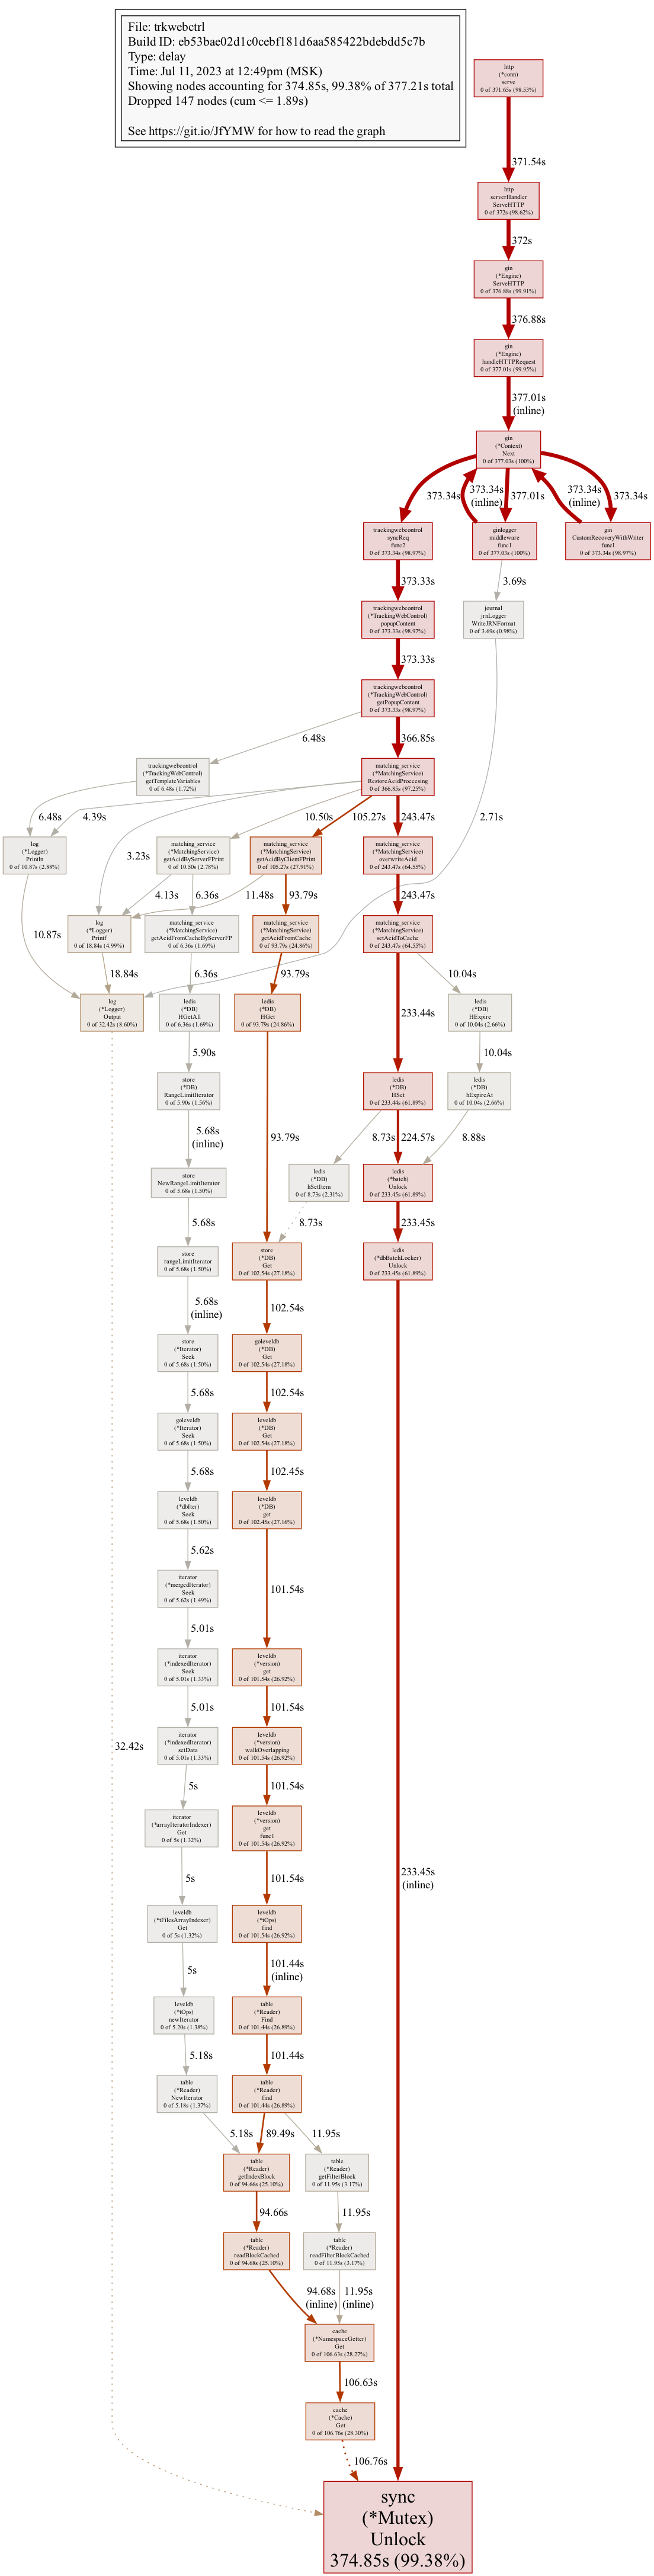 File: trkwebctrl
Build ID: eb53bae02d1c0cebf181d6aa585422bdebdd5c7b
Type: delay
Time: Jul 11, 2023 at 12:49pm (MSK)
Showing nodes accounting for 374.85s, 99.38% of 377.21s total
Dropped 147 nodes (cum <= 1.89s)
See https://git.io/JfYMW for how to read the graph
http
(*conn)
serve
0 of 371.65s (98.53%)
371.54s
http
serverHandler
ServeHTTP
0 of 372s (98.62%)
372s
gin
(*Engine)
ServeHTTP
0 of 376.88s (99.91%)
376.88s
gin
(*Engine)
handleHTTPRequest
0 of 377.01s (99.95%)
377.01s
(inline)
gin
(*Context)
Next
0 of 377.03s (100%)
373.34s
373.34s
(inline)
377.01s
373.34s
(inline)
373.34s
trackingwebcontrol
syncReq
func2
0 of 373.34s (98.97%)
ginlogger
middleware
func1
0 of 377.03s (100%)
gin
CustomRecoveryWithWriter
func1
0 of 373.34s (98.97%)
373.33s
3.69s
trackingwebcontrol
(*TrackingWebControl)
popupContent
0 of 373.33s (98.97%)
journal
jrnLogger
WriteJRNFormat
0 of 3.69s (0.98%)
373.33s
trackingwebcontrol
(*TrackingWebControl)
getPopupContent
0 of 373.33s (98.97%)
6.48s
366.85s
trackingwebcontrol
(*TrackingWebControl)
getTemplateVariables
0 of 6.48s (1.72%)
matching_service
(*MatchingService)
RestoreAcidProccesing
0 of 366.85s (97.25%)
6.48s
4.39s
3.23s
10.50s
105.27s
243.47s
2.71s
log
(*Logger)
Println
0 of 10.87s (2.88%)
matching_service
(*MatchingService)
getAcidByServerFPrint
0 of 10.50s (2.78%)
matching_service
(*MatchingService)
getAcidByClientFPrint
0 of 105.27s (27.91%)
matching_service
(*MatchingService)
overwriteAcid
0 of 243.47s (64.55%)
10.87s
4.13s
6.36s
11.48s
93.79s
243.47s
log
(*Logger)
Printf
0 of 18.84s (4.99%)
matching_service
(*MatchingService)
getAcidFromCacheByServerFP
0 of 6.36s (1.69%)
matching_service
(*MatchingService)
getAcidFromCache
0 of 93.79s (24.86%)
matching_service
(*MatchingService)
setAcidToCache
0 of 243.47s (64.55%)
18.84s
6.36s
93.79s
233.44s
10.04s
log
(*Logger)
Output
0 of 32.42s (8.60%)
ledis
(*DB)
HGetAll
0 of 6.36s (1.69%)
ledis
(*DB)
HGet
0 of 93.79s (24.86%)
ledis
(*DB)
HExpire
0 of 10.04s (2.66%)
5.90s
10.04s
store
(*DB)
RangeLimitIterator
0 of 5.90s (1.56%)
ledis
(*DB)
HSet
0 of 233.44s (61.89%)
ledis
(*DB)
hExpireAt
0 of 10.04s (2.66%)
5.68s
(inline)
93.79s
8.73s
224.57s
8.88s
store
NewRangeLimitIterator
0 of 5.68s (1.50%)
ledis
(*DB)
hSetItem
0 of 8.73s (2.31%)
ledis
(*batch)
Unlock
0 of 233.45s (61.89%)
5.68s
8.73s
233.45s
store
rangeLimitIterator
0 of 5.68s (1.50%)
store
(*DB)
Get
0 of 102.54s (27.18%)
ledis
(*dbBatchLocker)
Unlock
0 of 233.45s (61.89%)
5.68s
(inline)
102.54s
store
(*Iterator)
Seek
0 of 5.68s (1.50%)
goleveldb
(*DB)
Get
0 of 102.54s (27.18%)
5.68s
102.54s
goleveldb
(*Iterator)
Seek
0 of 5.68s (1.50%)
leveldb
(*DB)
Get
0 of 102.54s (27.18%)
5.68s
102.45s
leveldb
(*dbIter)
Seek
0 of 5.68s (1.50%)
leveldb
(*DB)
get
0 of 102.45s (27.16%)
5.62s
101.54s
iterator
(*mergedIterator)
Seek
0 of 5.62s (1.49%)
5.01s
iterator
(*indexedIterator)
Seek
0 of 5.01s (1.33%)
leveldb
(*version)
get
0 of 101.54s (26.92%)
5.01s
101.54s
iterator
(*indexedIterator)
setData
0 of 5.01s (1.33%)
leveldb
(*version)
walkOverlapping
0 of 101.54s (26.92%)
32.42s
5s
101.54s
iterator
(*arrayIteratorIndexer)
Get
0 of 5s (1.32%)
leveldb
(*version)
get
func1
0 of 101.54s (26.92%)
5s
101.54s
233.45s
(inline)
leveldb
(*tFilesArrayIndexer)
Get
0 of 5s (1.32%)
leveldb
(*tOps)
find
0 of 101.54s (26.92%)
5s
101.44s
(inline)
leveldb
(*tOps)
newIterator
0 of 5.20s (1.38%)
table
(*Reader)
Find
0 of 101.44s (26.89%)
5.18s
101.44s
table
(*Reader)
NewIterator
0 of 5.18s (1.37%)
table
(*Reader)
find
0 of 101.44s (26.89%)
5.18s
89.49s
11.95s
table
(*Reader)
getIndexBlock
0 of 94.66s (25.10%)
table
(*Reader)
getFilterBlock
0 of 11.95s (3.17%)
94.66s
11.95s
table
(*Reader)
readBlockCached
0 of 94.68s (25.10%)
table
(*Reader)
readFilterBlockCached
0 of 11.95s (3.17%)
94.68s
(inline)
11.95s
(inline)
cache
(*NamespaceGetter)
Get
0 of 106.63s (28.27%)
106.63s
cache
(*Cache)
Get
0 of 106.76s (28.30%)
106.76s
sync
(*Mutex)
Unlock
374.85s (99.38%)